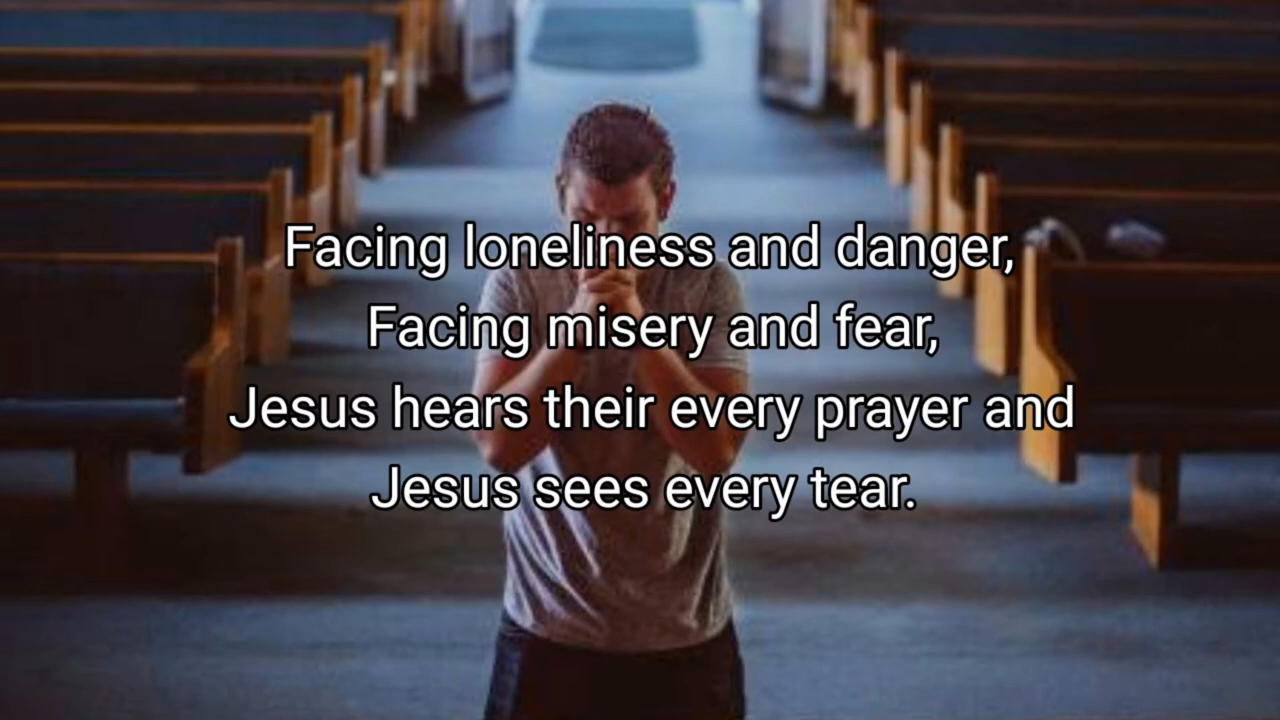 Facing loneliness and danger,
Facing misery and fear,
Jesus hears their every prayer and
Jesus sees every tear.